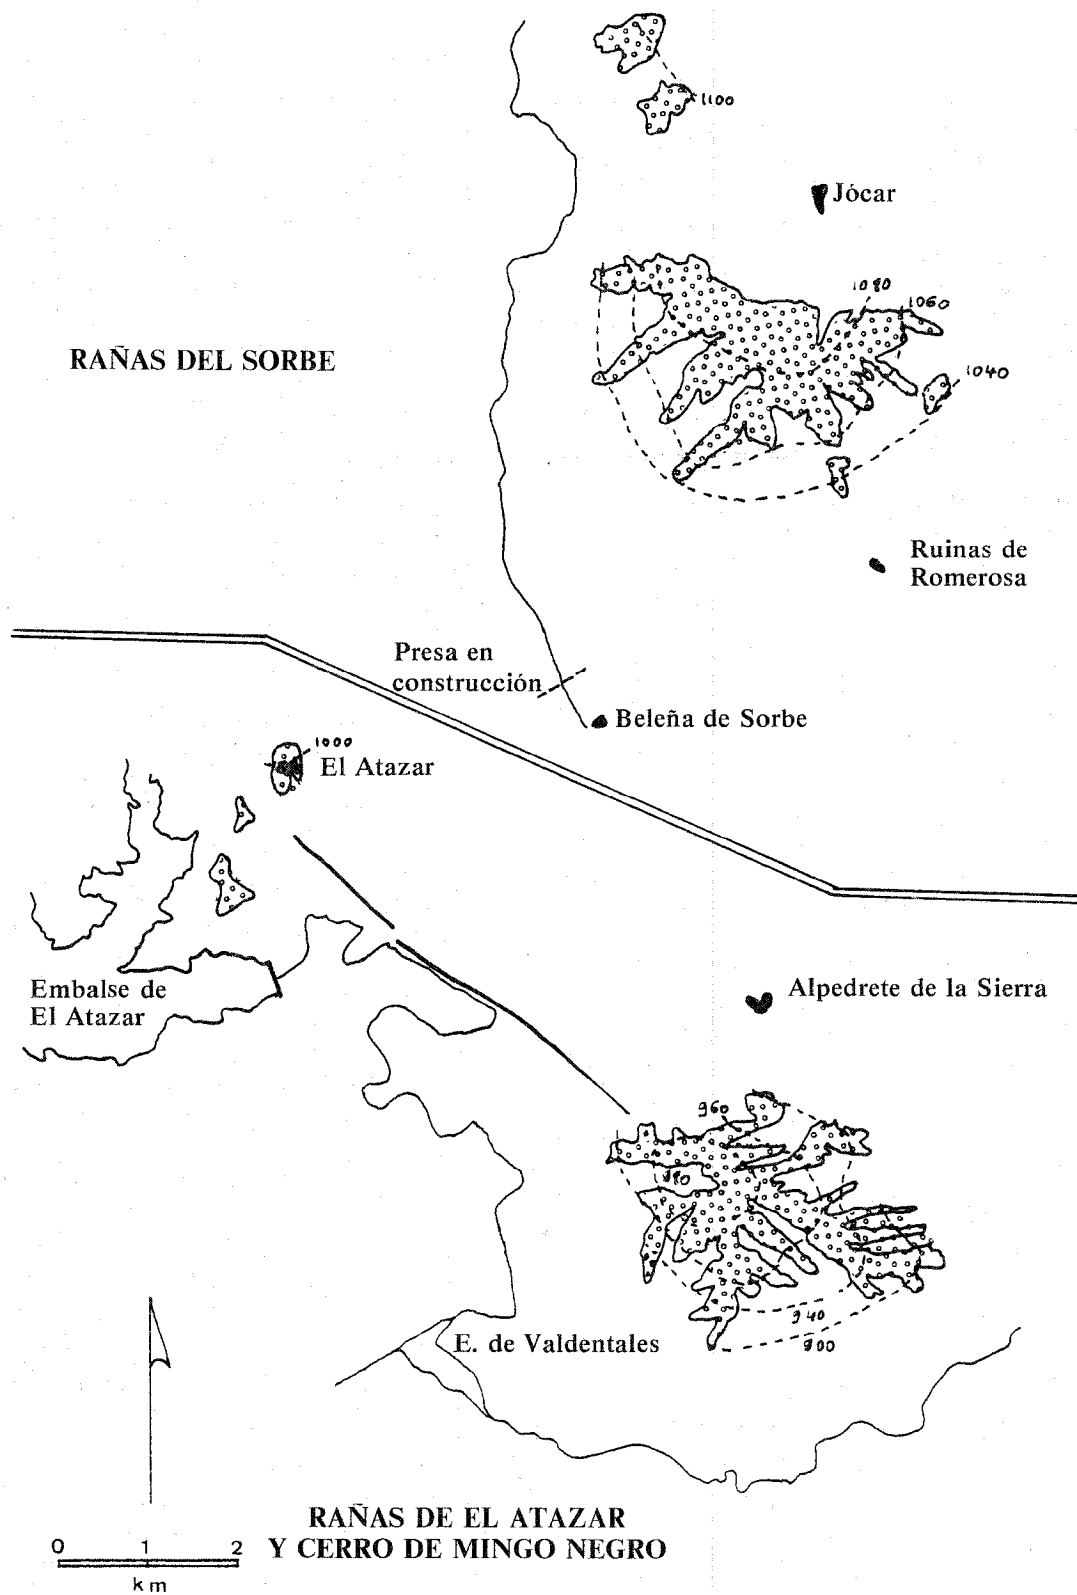 1100
Jócar
1080
1060
RAÑAS DEL SORBE
1040
Ruinas de
Romerosa
Presa en
construcción
Beleña de Sorbe
1000
El Atazar
Embalse de
El Atazar
Alpedrete de la Sierra
960
940
900
E. de Valdentales
RAÑAS DE EL ATAZAR
Y CERRO DE MINGO NEGRO
0 1 2
km